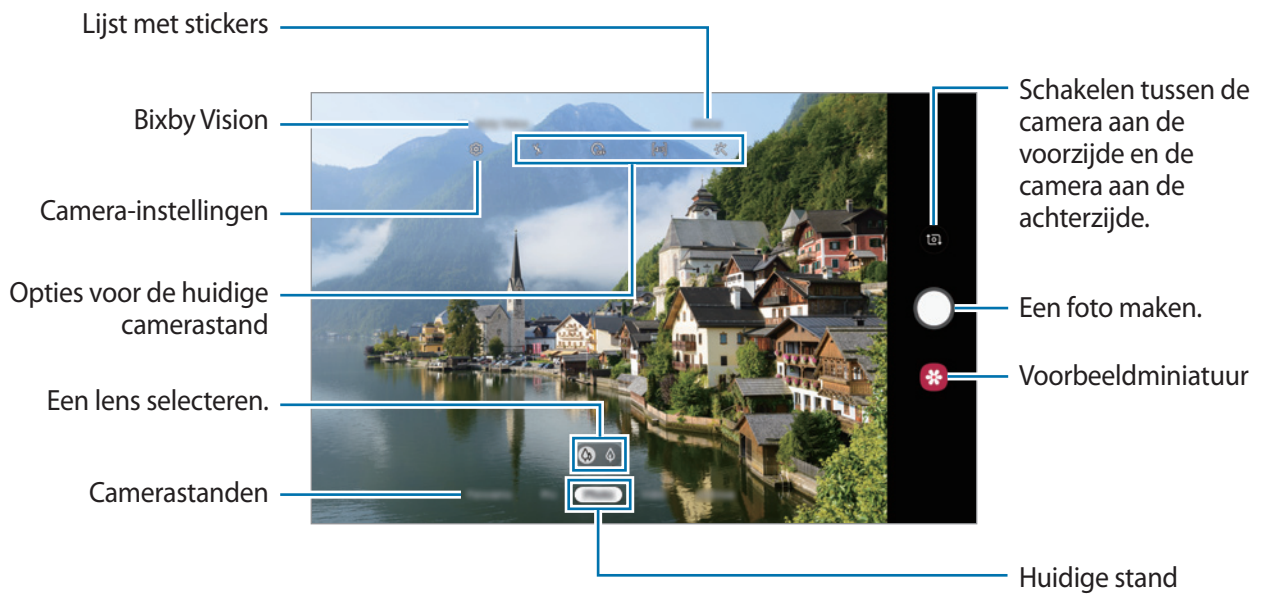 Lijst met stickers
Bixby Vision
Camera-instellingen
Opties voor de huidige
camerastand
Een lens selecteren.
Camerastanden
Schakelen tussen de
camera aan de
voorzijde en de
camera aan de
achterzijde.
Een foto maken.
Voorbeeldminiatuur
Huidige stand